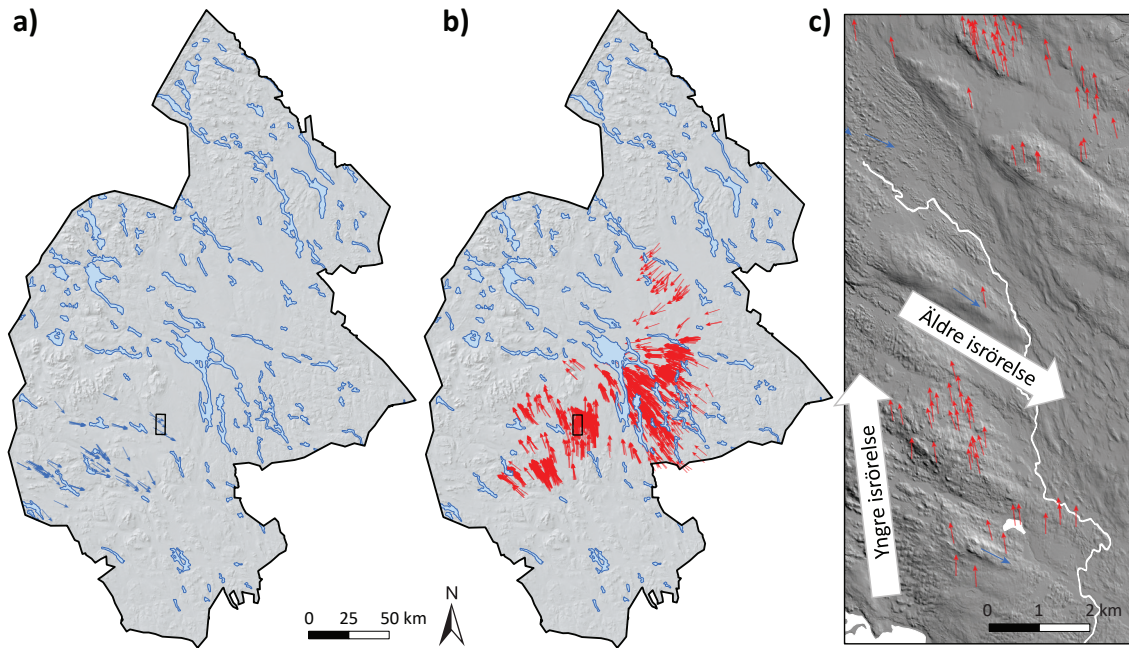 a)
b)
c)
Äldre isrörelse
Yngre isrörelse
N
0 25 50 km
0 1 2 km